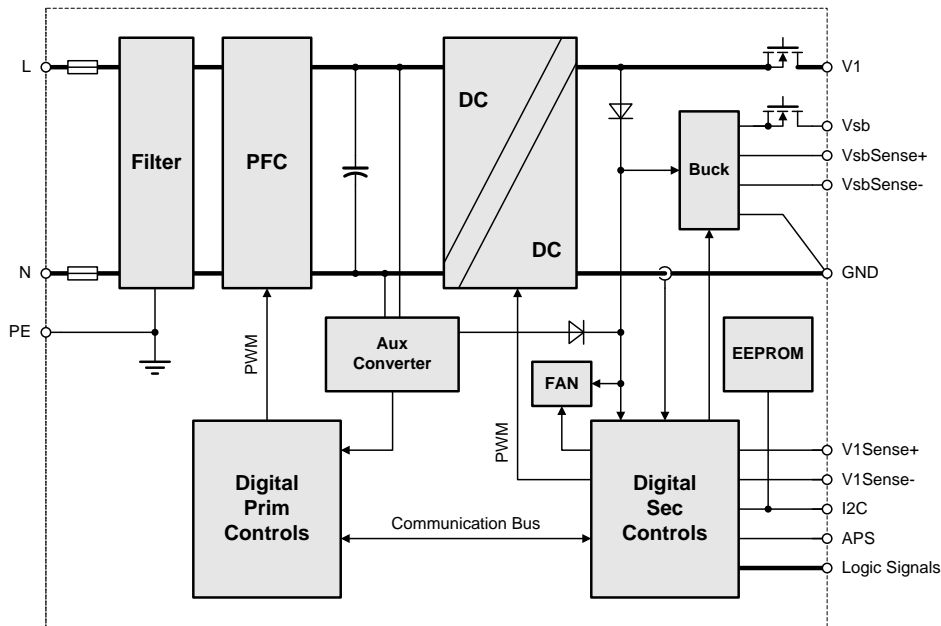 L
Filter
PFC
DC
DC
V1
Vsb
VsbSense+
VsbSense-
Buck
N
GND
PE
PWM
Aux
Converter
FAN
EEPROM
PWM
Digital
Prim
Controls
Communication Bus
Digital
Sec
Controls
V1Sense+
V1Sense-
I2C
APS
Logic Signals